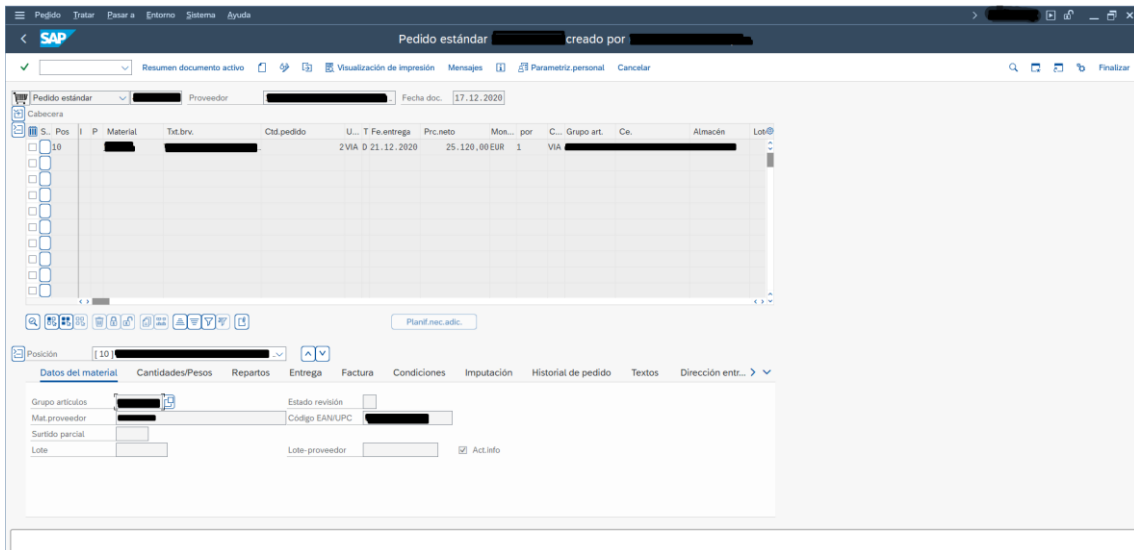 Pedido Tratar Pasar a Entorno Sistema Ayuda
SAP Pedido estándar creado por
Resumen documento activo Visualización de impresión Mensajes Parametriz.personal Cancelar Finalizar
Pedido estándar Proveedor Fecha doc. 17.12.2020
Cabecera
S.. Pos I P Material Txt.brv. Ctd.pedido U... T Fe.entrega Prc.neto Mon... por C... Grupo art. Ce. Almacén Lote
10 2 VIA D 21.12.2020 25.120,00 EUR 1 VIA
Planif.nec.adic.
Posición [ 10 ]
Datos del material Cantidades/Pesos Repartos Entrega Factura Condiciones Imputación Historial de pedido Textos Dirección entr...
Grupo artículos Estado revisión
Mat.proveedor Código EAN/UPC
Surtido parcial
Lote Lote-proveedor Act.info